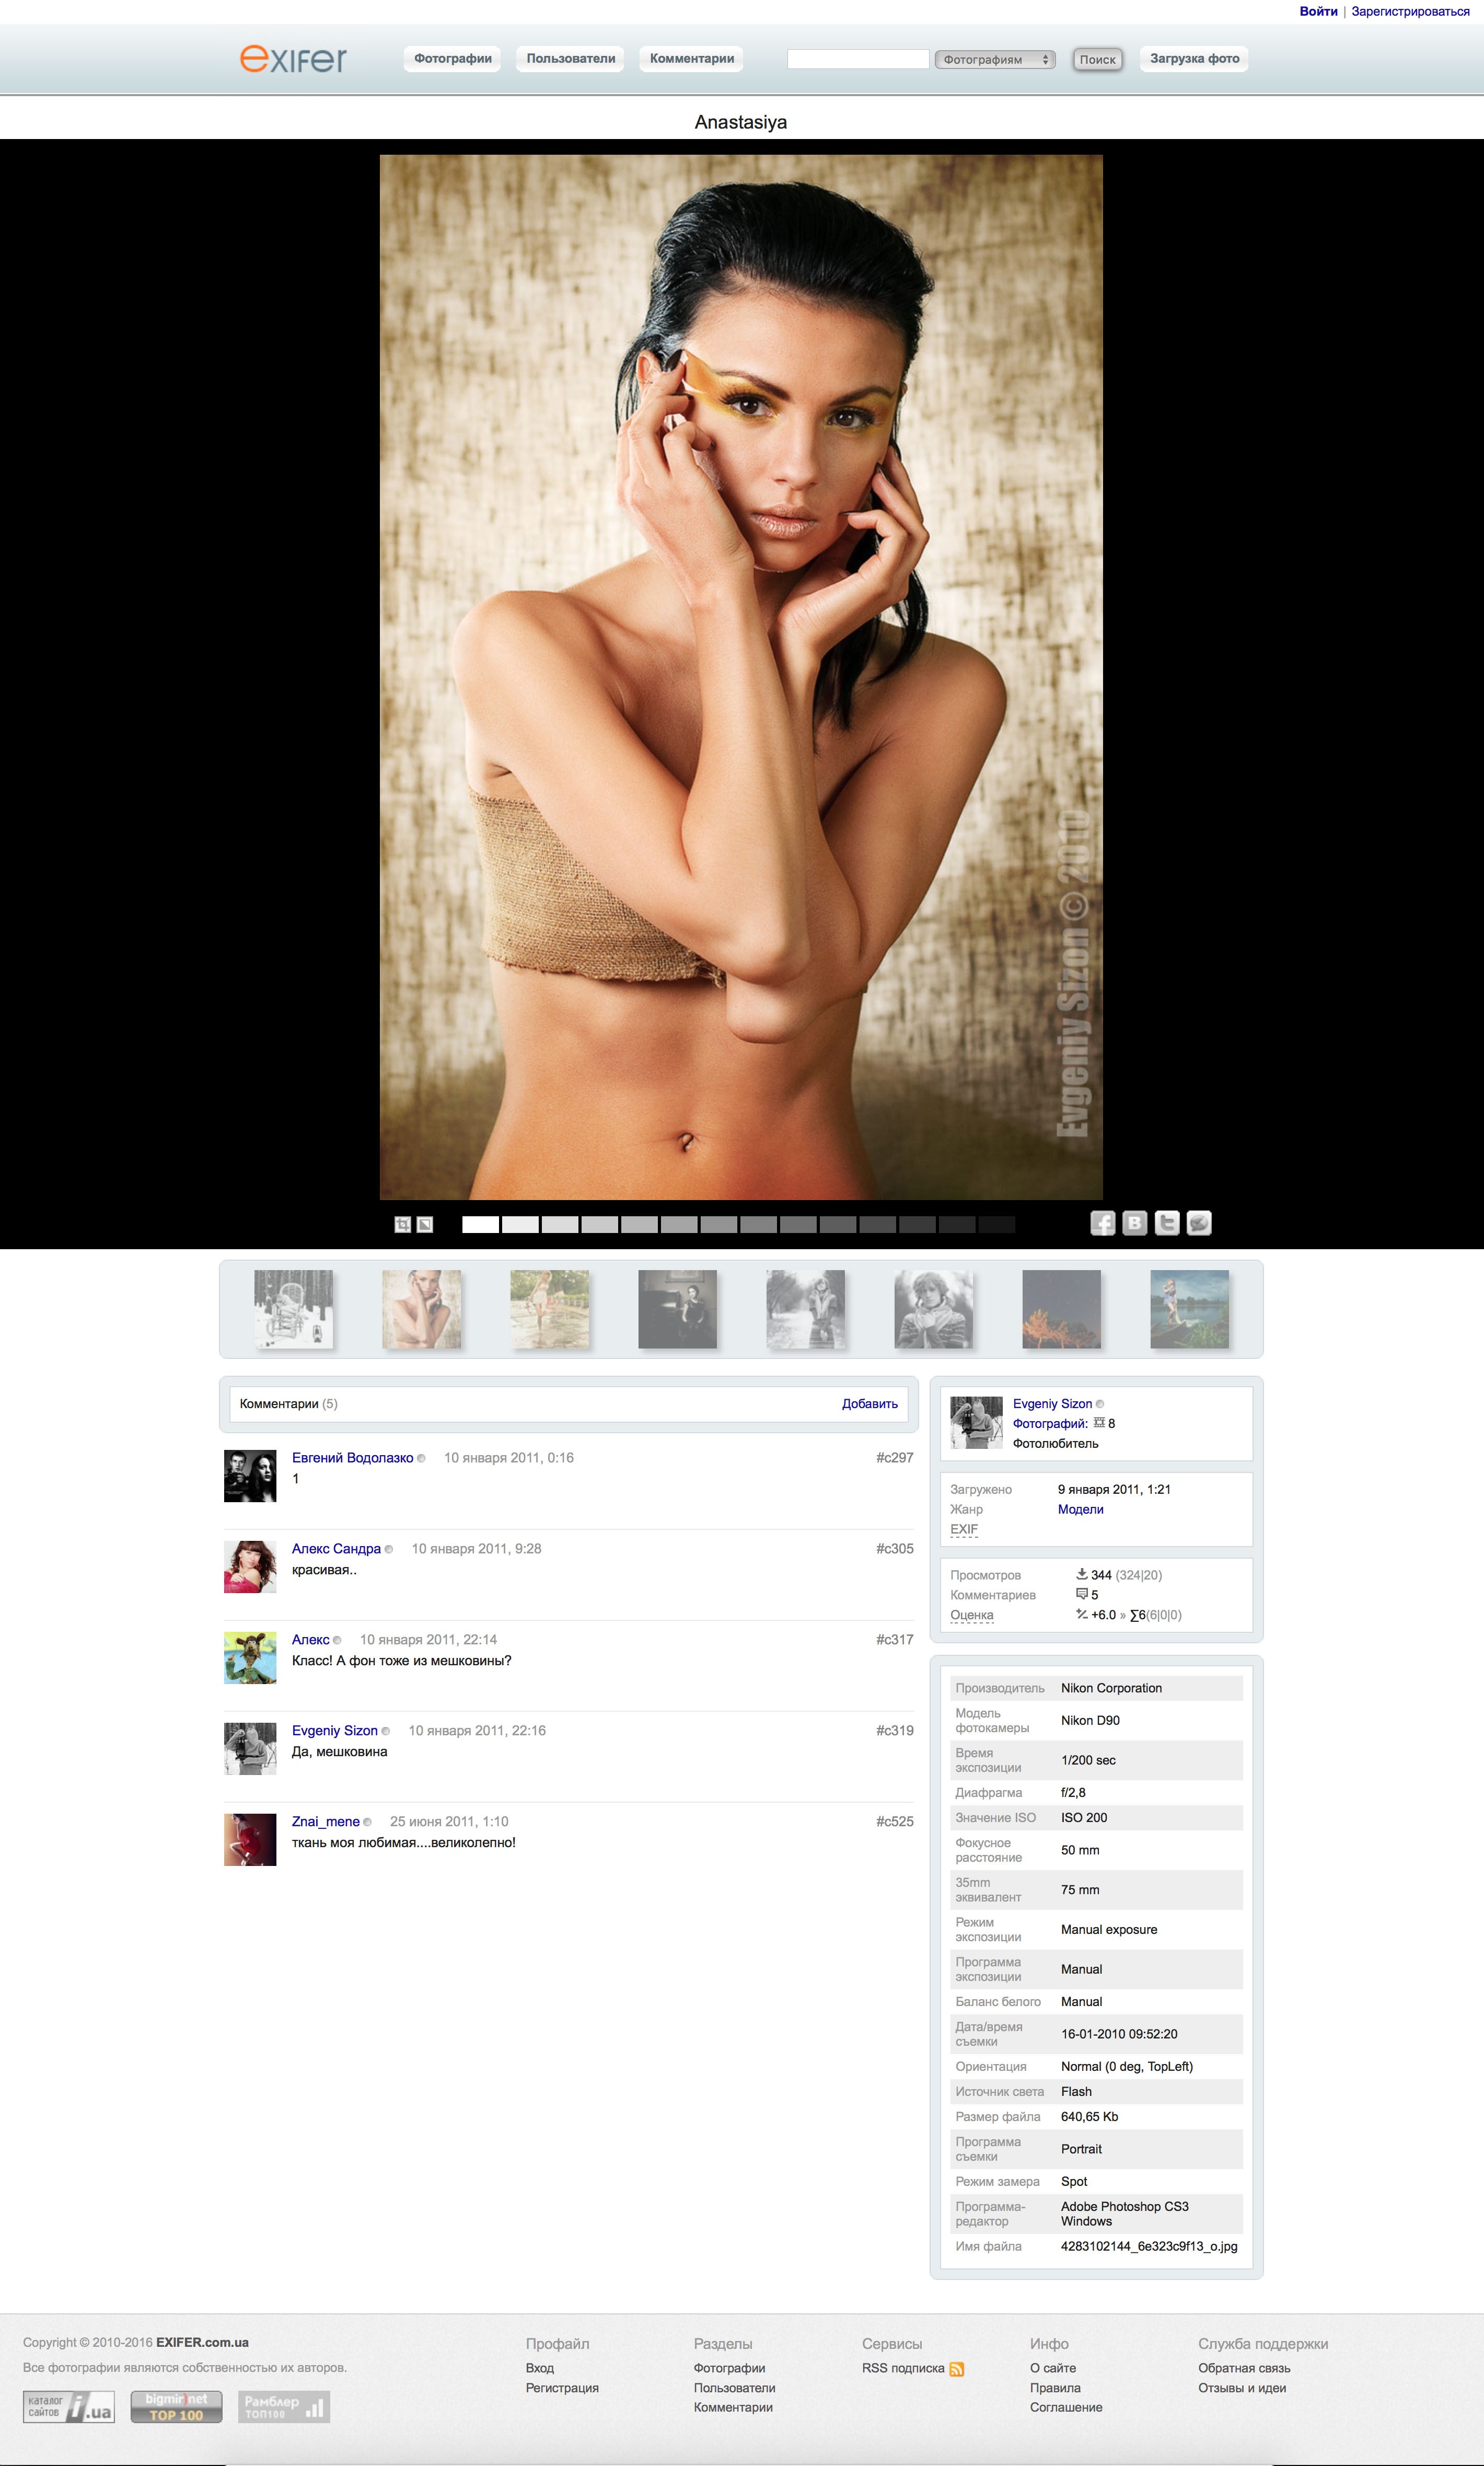 Войти | Зарегистрироваться
exifer
Фотографии
Пользователи
Комментарии
Фотографиям
Поиск
Загрузка фото
Anastasiya
Evgeniy Sizon © 2010
Комментарии (5)
Добавить
Евгений Водолазко 10 января 2011, 0:16 #c297
1
Алекс Сандра 10 января 2011, 9:28 #c305
красивая..
Алекс 10 января 2011, 22:14 #c317
Класс! А фон тоже из мешковины?
Evgeniy Sizon 10 января 2011, 22:16 #c319
Да, мешковина
Znai_mene 25 июня 2011, 1:10 #c525
ткань моя любимая....великолепно!
Evgeniy Sizon
Фотографий: 8
Фотолюбитель
Загружено 9 января 2011, 1:21
Жанр Модели
EXIF
Просмотров 344 (324|20)
Комментариев 5
Оценка +6.0 » ∑6(6|0|0)
Производитель Nikon Corporation
Модель
фотокамеры Nikon D90
Время
экспозиции 1/200 sec
Диафрагма f/2,8
Значение ISO ISO 200
Фокусное
расстояние 50 mm
35mm
эквивалент 75 mm
Режим
экспозиции Manual exposure
Программа
экспозиции Manual
Баланс белого Manual
Дата/время
съемки 16-01-2010 09:52:20
Ориентация Normal (0 deg, TopLeft)
Источник света Flash
Размер файла 640,65 Kb
Программа
съемки Portrait
Режим замера Spot
Программа- Adobe Photoshop CS3
редактор Windows
Имя файла 4283102144_6e323c9f13_o.jpg
Copyright © 2010-2016 EXIFER.com.ua
Все фотографии являются собственностью их авторов.
каталог
сайтов i.ua
bigmir)net
TOP 100
Рамблер
ТОП100
Профайл
Вход
Регистрация
Разделы
Фотографии
Пользователи
Комментарии
Сервисы
RSS подписка
Инфо
О сайте
Правила
Соглашение
Служба поддержки
Обратная связь
Отзывы и идеи